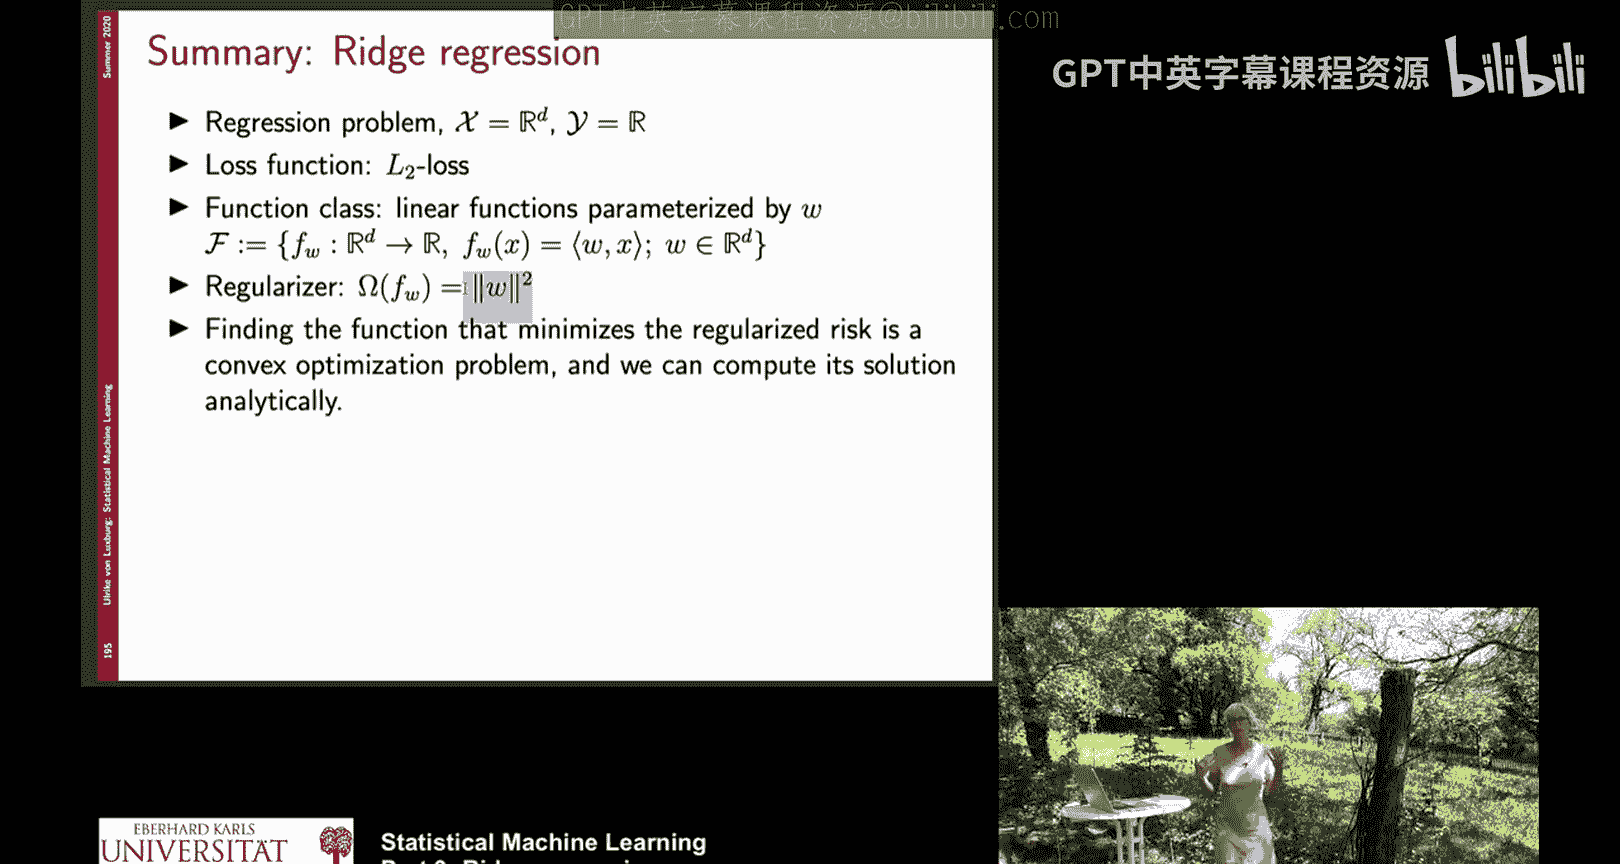 GPT中英字幕课程资源@bilibili.com
GPT中英字幕课程资源 bilibili
Summer 2020
Summary: Ridge regression
▶ Regression problem, 𝒳 = ℝᵈ, 𝒴 = ℝ
▶ Loss function: L₂-loss
▶ Function class: linear functions parameterized by w
ℱ := {f_w : ℝᵈ → ℝ, f_w(x) = ⟨w, x⟩; w ∈ ℝᵈ}
▶ Regularizer: Ω(f_w) = ‖w‖²
▶ Finding the function that minimizes the regularized risk is a
convex optimization problem, and we can compute its solution
analytically.
Ulrike von Luxburg: Statistical Machine Learning
195
EBERHARD KARLS
UNIVERSITÄT
Statistical Machine Learning